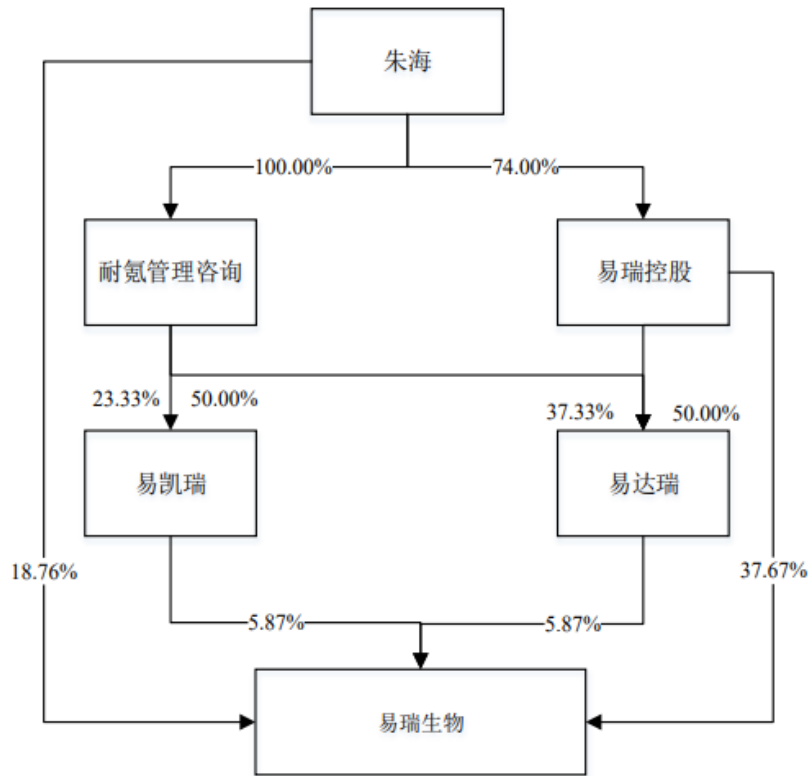 朱海
100.00%
74.00%
耐氪管理咨询
易瑞控股
23.33%
50.00%
37.33%
50.00%
易凯瑞
易达瑞
18.76%
37.67%
5.87%
5.87%
易瑞生物